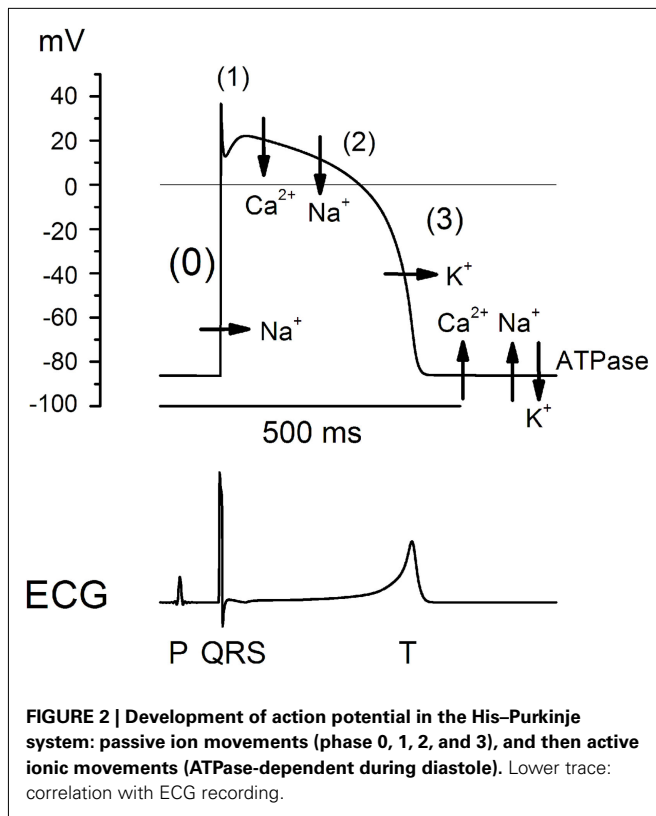 mV
(1)
40
20
0
-20
-40
-60
-80
-100
(2)
Ca²⁺
Na⁺
(3)
(0)
K⁺
Na⁺
Ca²⁺ Na⁺
ATPase
K⁺
500 ms
ECG
P QRS T
FIGURE 2 | Development of action potential in the His–Purkinje
system: passive ion movements (phase 0, 1, 2, and 3), and then active
ionic movements (ATPase-dependent during diastole). Lower trace:
correlation with ECG recording.